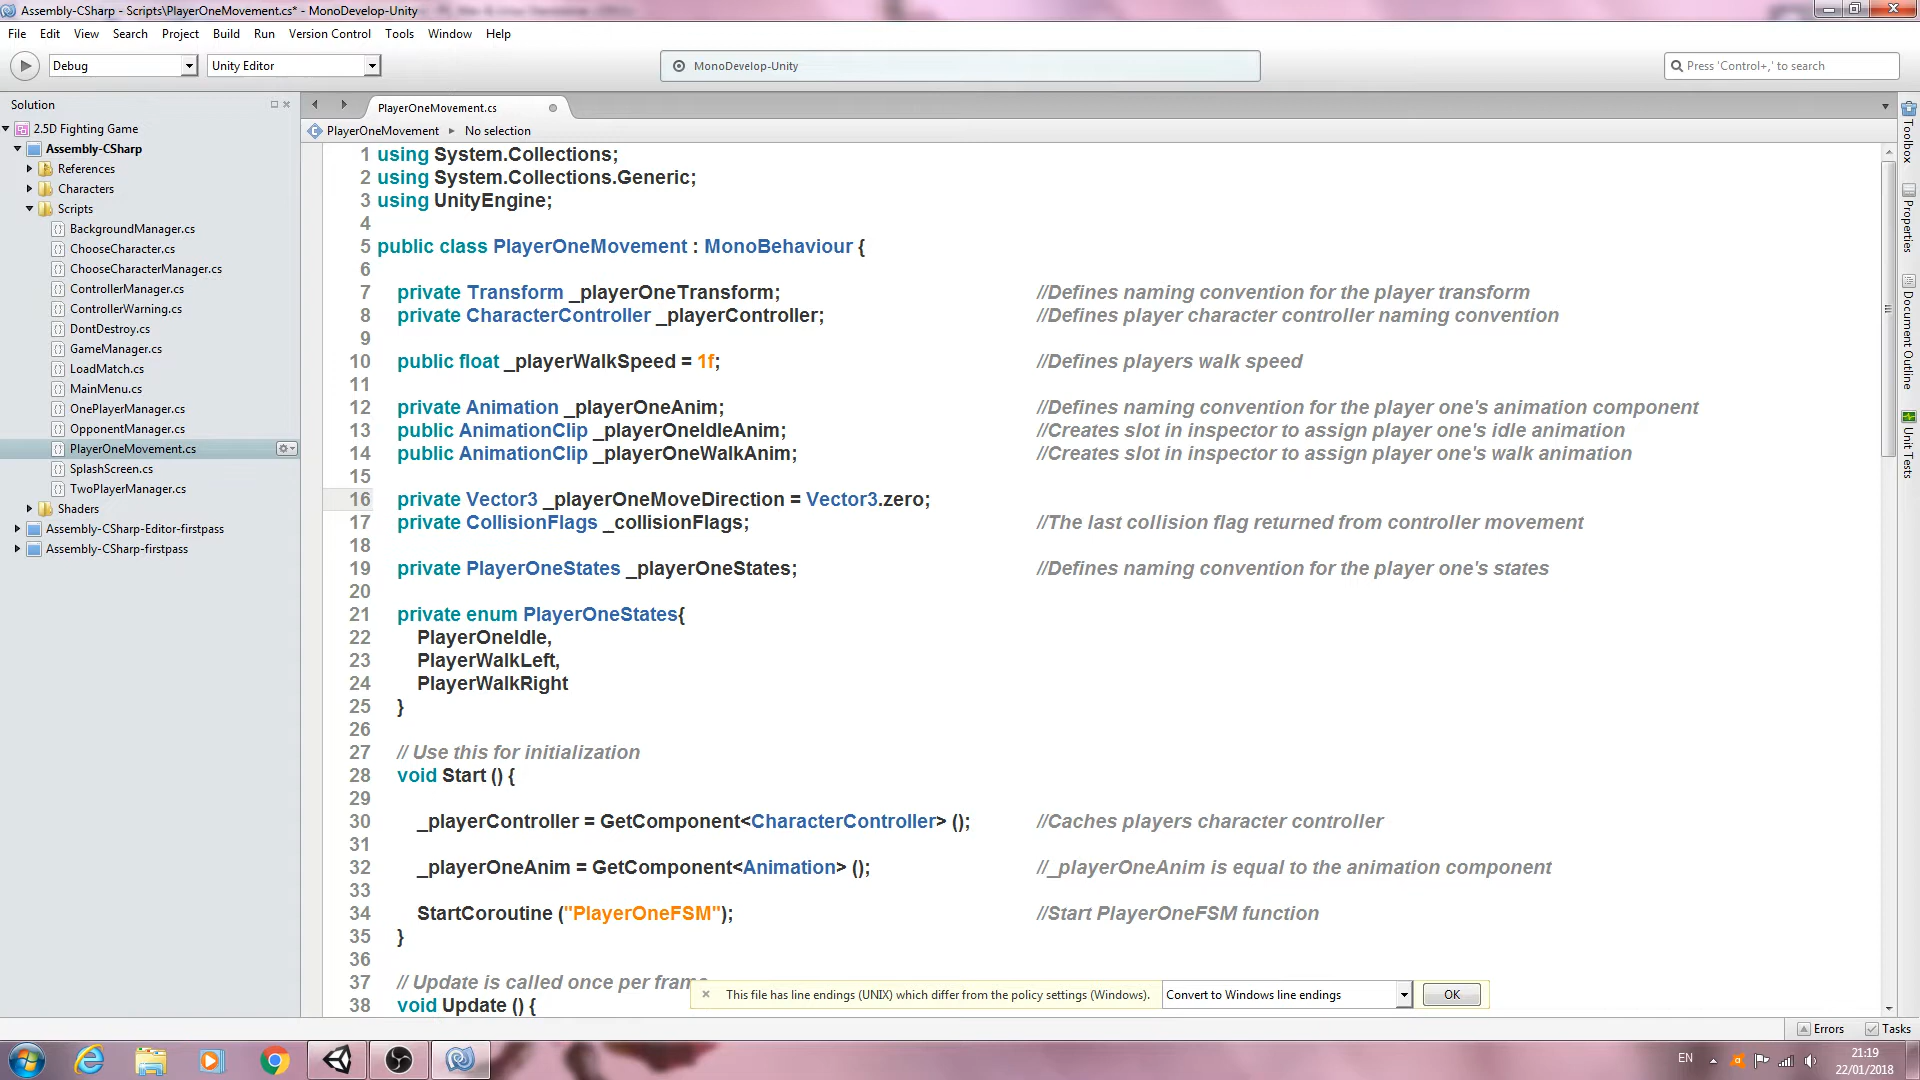 Assembly-CSharp - Scripts\PlayerOneMovement.cs* - MonoDevelop-Unity
File Edit View Search Project Build Run Version Control Tools Window Help
Debug
Unity Editor
MonoDevelop-Unity
Press 'Control+,' to search
Solution
2.5D Fighting Game
Assembly-CSharp
References
Characters
Scripts
BackgroundManager.cs
ChooseCharacter.cs
ChooseCharacterManager.cs
ControllerManager.cs
ControllerWarning.cs
DontDestroy.cs
GameManager.cs
LoadMatch.cs
MainMenu.cs
OnePlayerManager.cs
OpponentManager.cs
PlayerOneMovement.cs
SplashScreen.cs
TwoPlayerManager.cs
Shaders
Assembly-CSharp-Editor-firstpass
Assembly-CSharp-firstpass
PlayerOneMovement.cs
PlayerOneMovement ▸ No selection
1 using System.Collections;
2 using System.Collections.Generic;
3 using UnityEngine;
4
5 public class PlayerOneMovement : MonoBehaviour {
6
7 private Transform _playerOneTransform; //Defines naming convention for the player transform
8 private CharacterController _playerController; //Defines player character controller naming convention
9
10 public float _playerWalkSpeed = 1f; //Defines players walk speed
11
12 private Animation _playerOneAnim; //Defines naming convention for the player one's animation component
13 public AnimationClip _playerOneIdleAnim; //Creates slot in inspector to assign player one's idle animation
14 public AnimationClip _playerOneWalkAnim; //Creates slot in inspector to assign player one's walk animation
15
16 private Vector3 _playerOneMoveDirection = Vector3.zero;
17 private CollisionFlags _collisionFlags; //The last collision flag returned from controller movement
18
19 private PlayerOneStates _playerOneStates; //Defines naming convention for the player one's states
20
21 private enum PlayerOneStates{
22 PlayerOneIdle,
23 PlayerWalkLeft,
24 PlayerWalkRight
25 }
26
27 // Use this for initialization
28 void Start () {
29
30 _playerController = GetComponent<CharacterController> (); //Caches players character controller
31
32 _playerOneAnim = GetComponent<Animation> (); //_playerOneAnim is equal to the animation component
33
34 StartCoroutine ("PlayerOneFSM"); //Start PlayerOneFSM function
35 }
36
37 // Update is called once per frame
38 void Update () {
This file has line endings (UNIX) which differ from the policy settings (Windows).
Convert to Windows line endings
OK
Toolbox
Properties
Document Outline
Unit Tests
Errors
Tasks
EN
21:19
22/01/2018